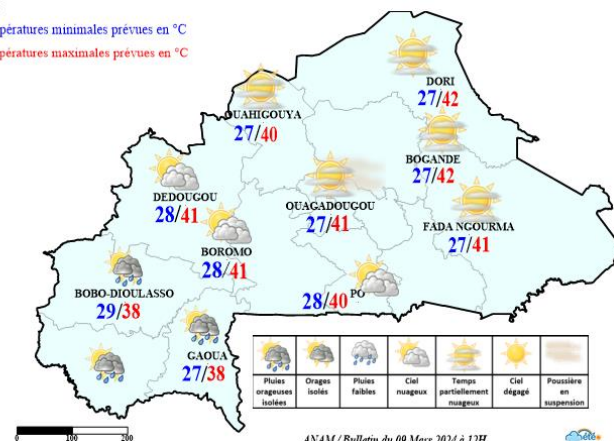 pératures minimales prévues en °C
pératures maximales prévues en °C
DORI
27/42
OUAHIGOUYA
27/40
BOGANDE
27/42
DEDOUGOU
28/41
OUAGADOUGOU
27/41
FADA NGOURMA
27/41
BOROMO
28/41
BOBO-DIOULASSO
29/38
PO
28/40
GAOUA
27/38
Pluies orageuses isolées
Orages isolés
Pluies faibles
Ciel nuageux
Temps partiellement nuageux
Ciel dégagé
Poussière en suspension
0 100 200
ANAM / Bulletin du 09 Mars 2024 à 12H